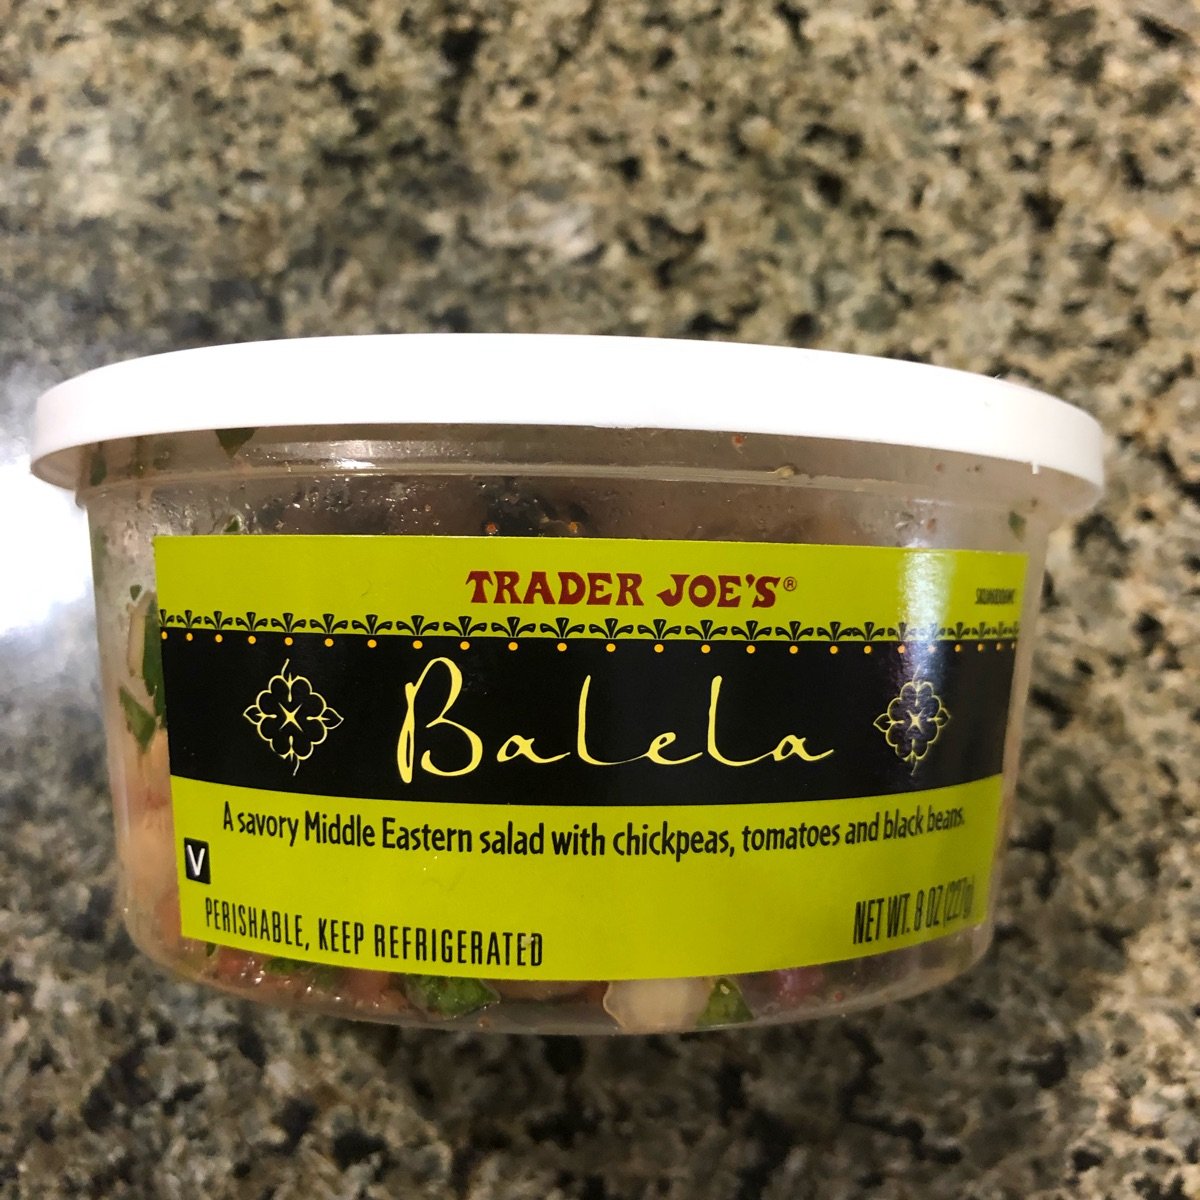 TRADER JOE'S®
Balela
A savory Middle Eastern salad with chickpeas, tomatoes and black beans.
V
PERISHABLE, KEEP REFRIGERATED
NET WT. 8 OZ (227g)